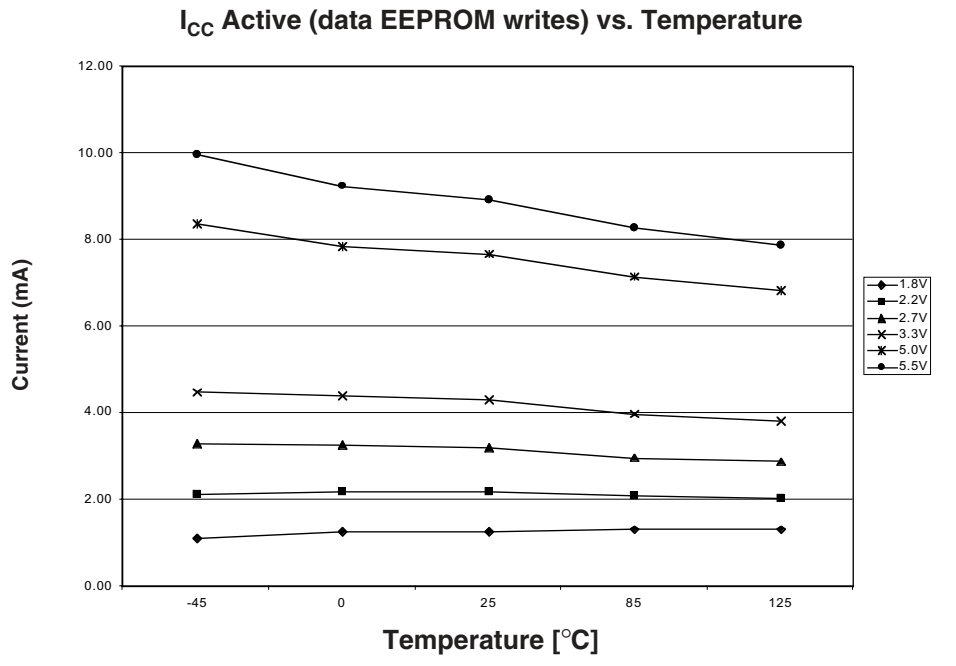 I_CC Active (data EEPROM writes) vs. Temperature
12.00
10.00
8.00
6.00
4.00
2.00
0.00
Current (mA)
-45 0 25 85 125
Temperature [°C]
1.8V
2.2V
2.7V
3.3V
5.0V
5.5V